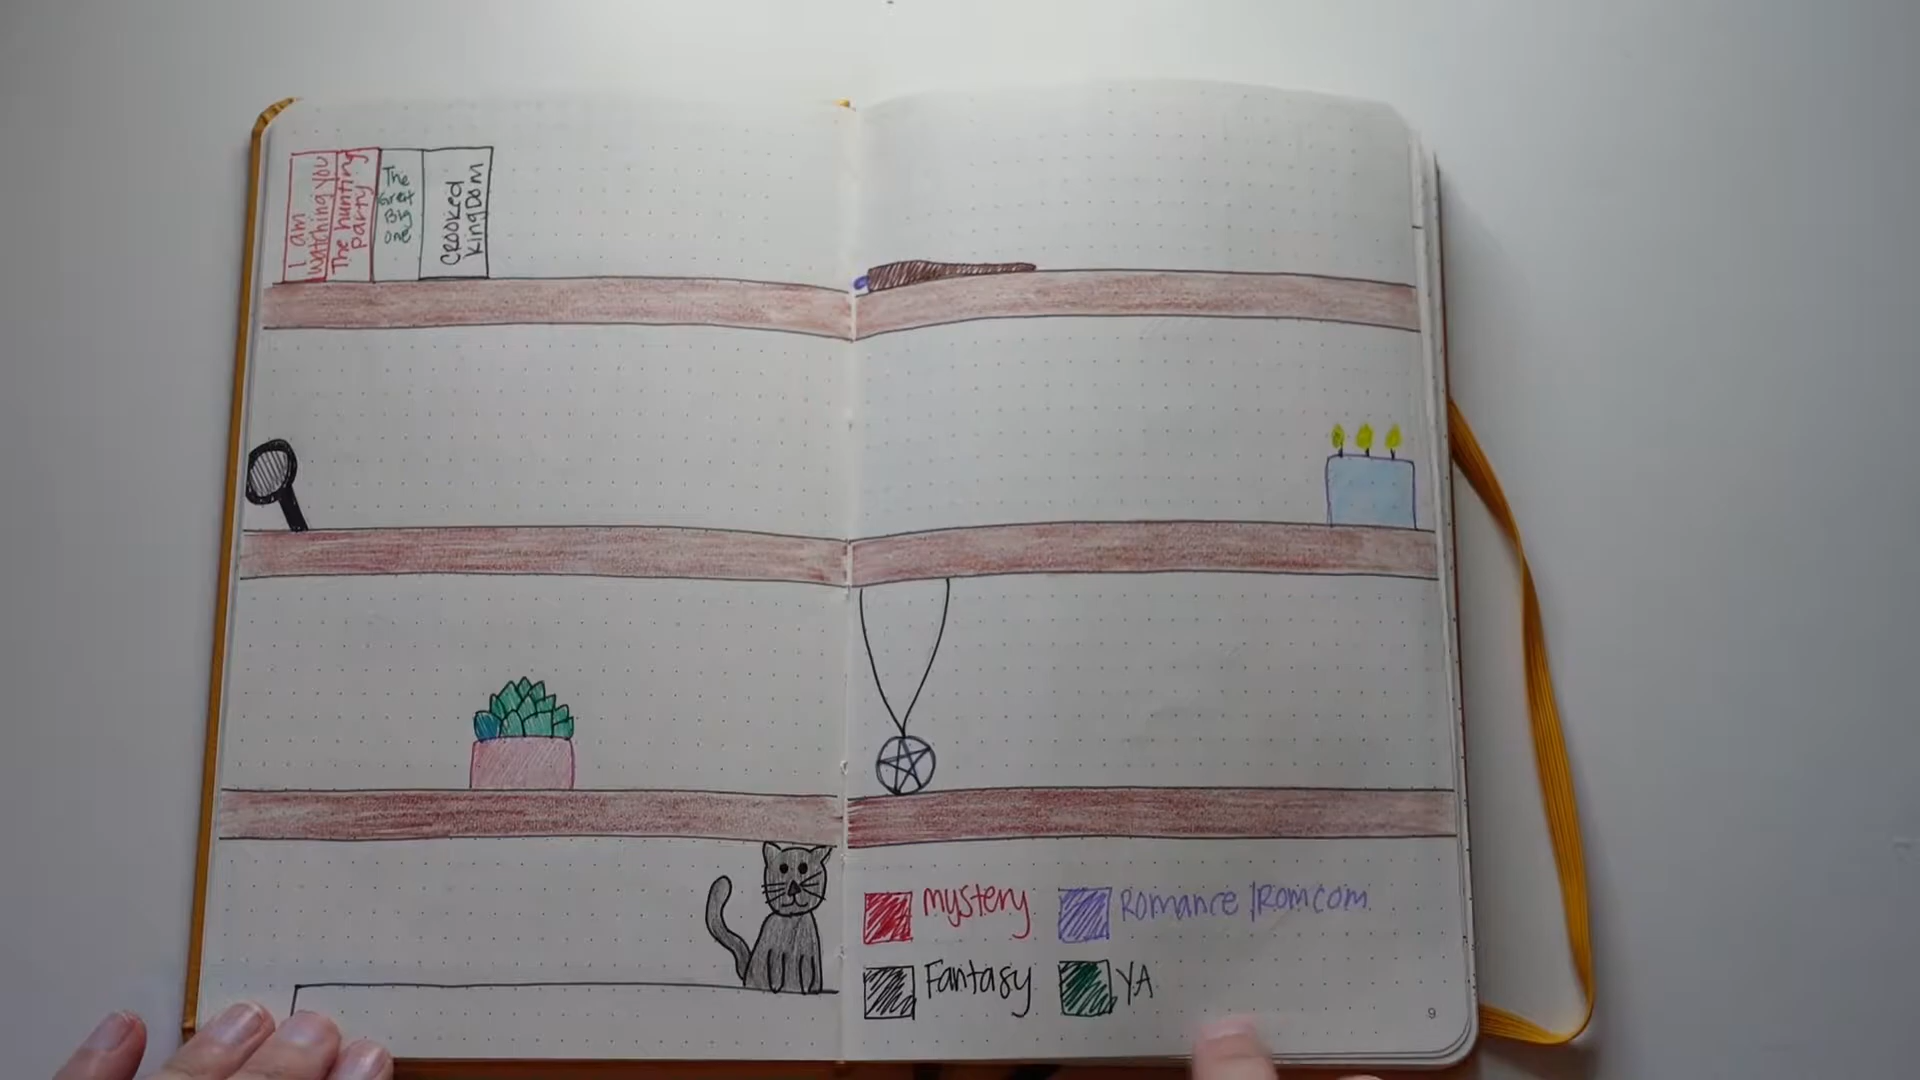 I am
watching you
The hunting
party
The
Great
Big
One
Crooked
kingDom
mystery
Romance/Romcom
Fantasy
YA
9